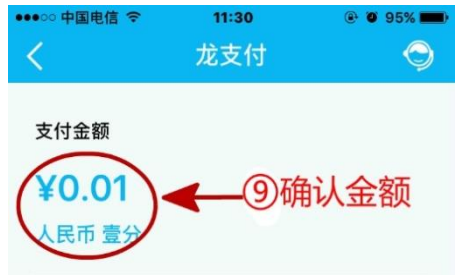 中国电信 11:30 95%
龙支付
支付金额
¥0.01
⑨确认金额
人民币 壹分